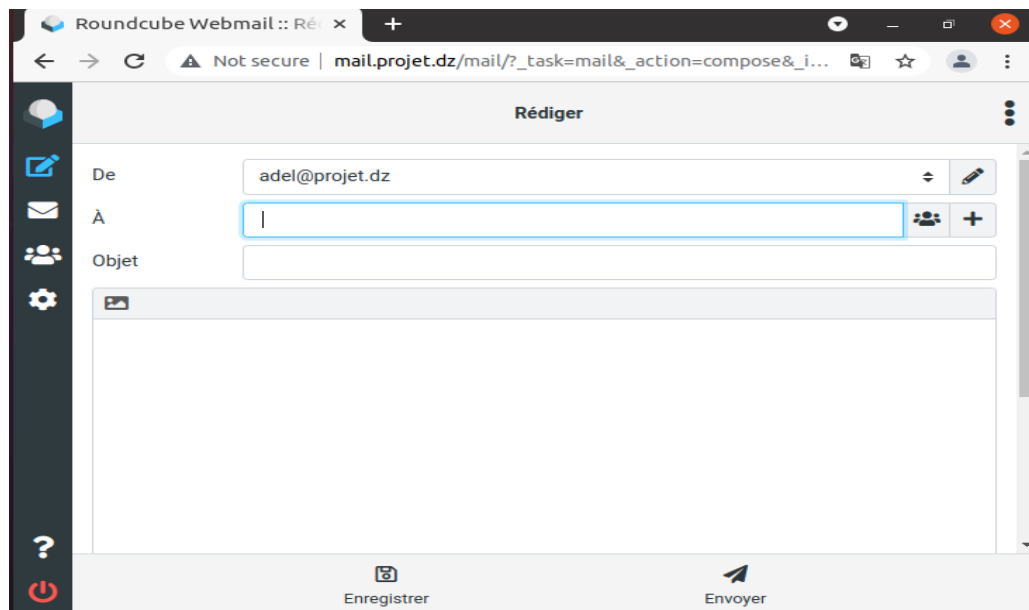 Roundcube Webmail :: Ré
Not secure | mail.projet.dz/mail/?_task=mail&_action=compose&_i...
Rédiger
De
adel@projet.dz
À
Objet
Enregistrer
Envoyer